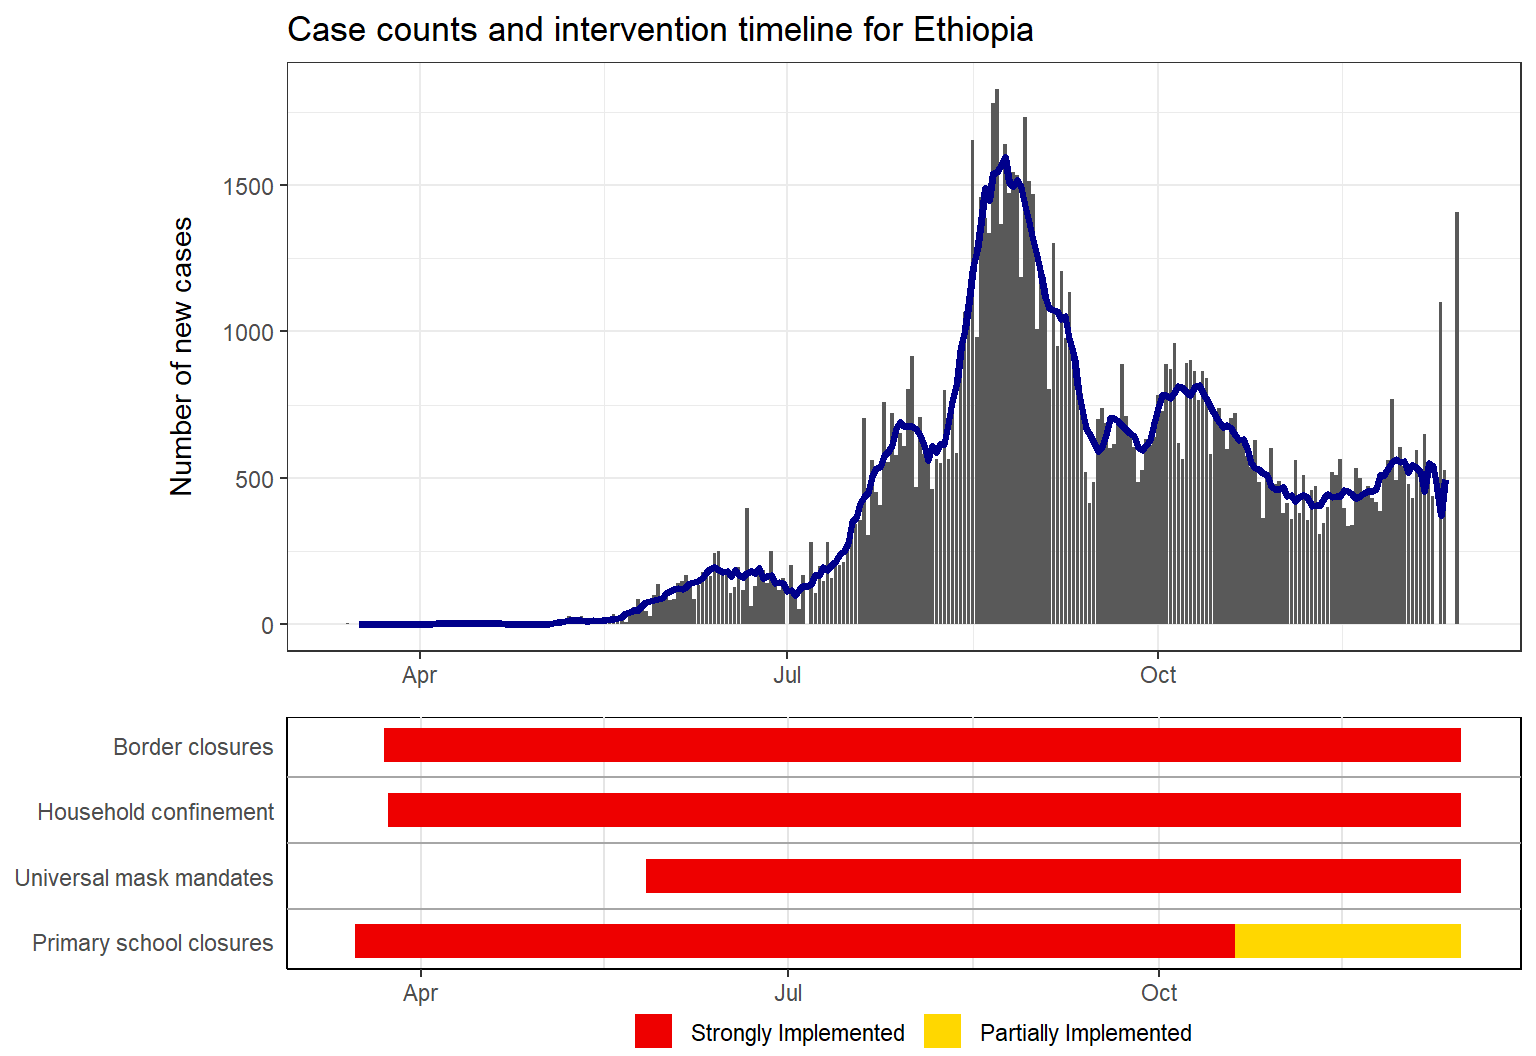 Case counts and intervention timeline for Ethiopia
Number of new cases
1500
1000
500
0
Apr Jul Oct
Border closures
Household confinement
Universal mask mandates
Primary school closures
Apr Jul Oct
Strongly Implemented Partially Implemented